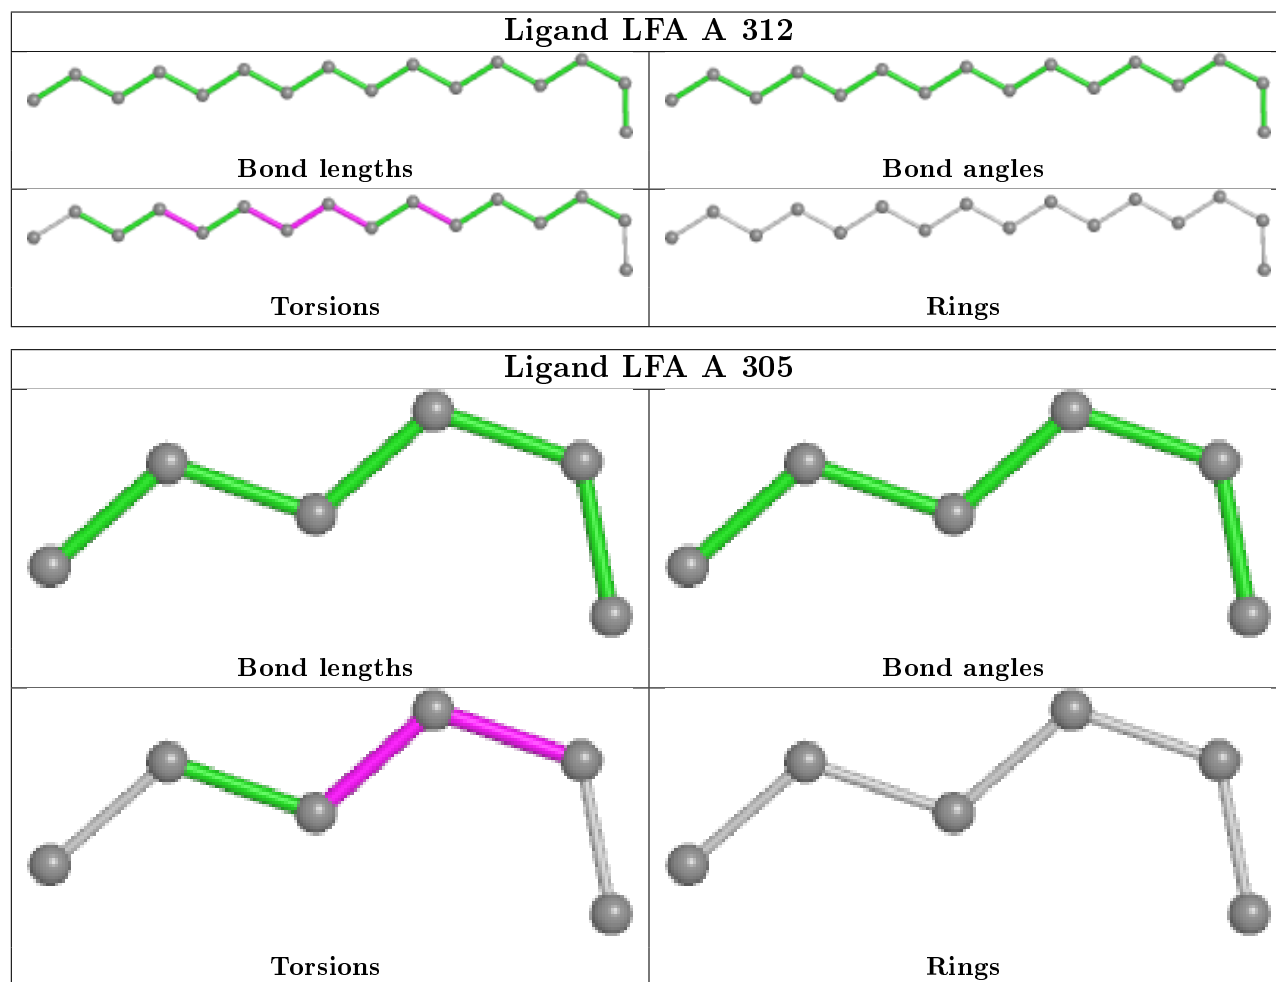 Ligand LFA A 312
Bond lengths
Bond angles
Torsions
Rings
Ligand LFA A 305
Bond lengths
Bond angles
Torsions
Rings